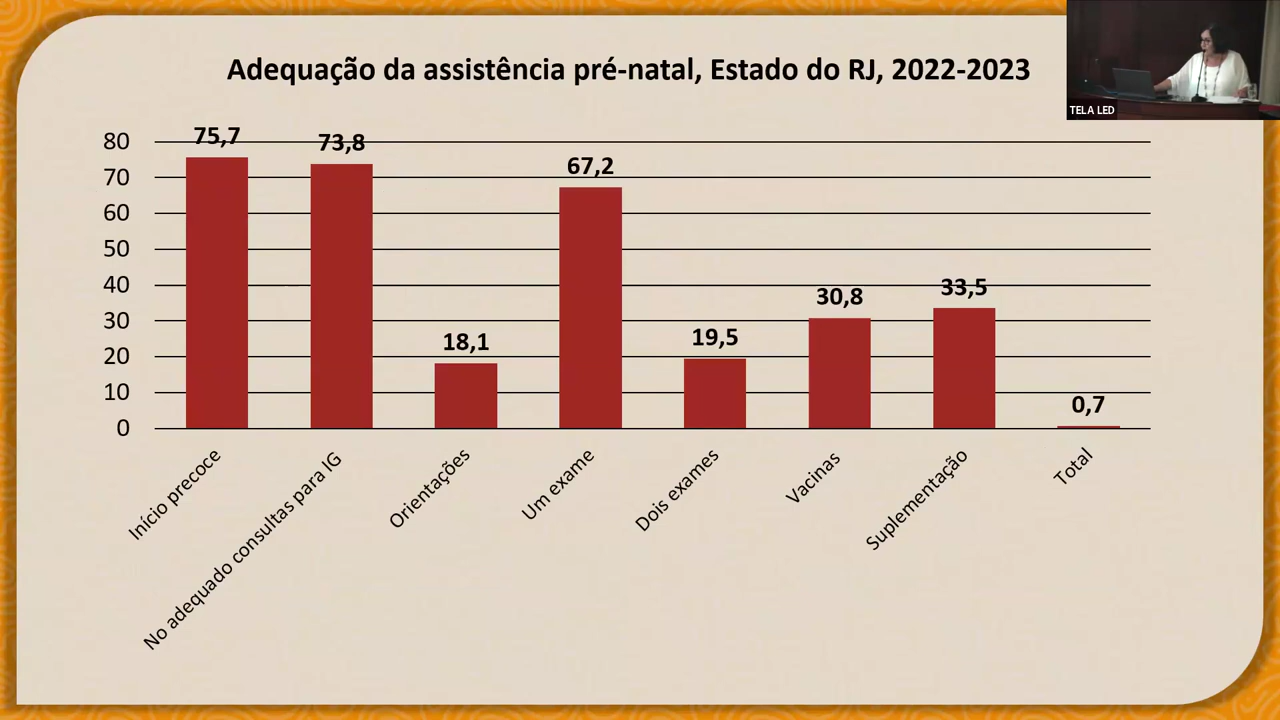 Adequação da assistência pré-natal, Estado do RJ, 2022-2023
TELA LED
80
70
60
50
40
30
20
10
0
75,7
73,8
18,1
67,2
19,5
30,8
33,5
0,7
Início precoce
No adequado consultas para IG
Orientações
Um exame
Dois exames
Vacinas
Suplementação
Total